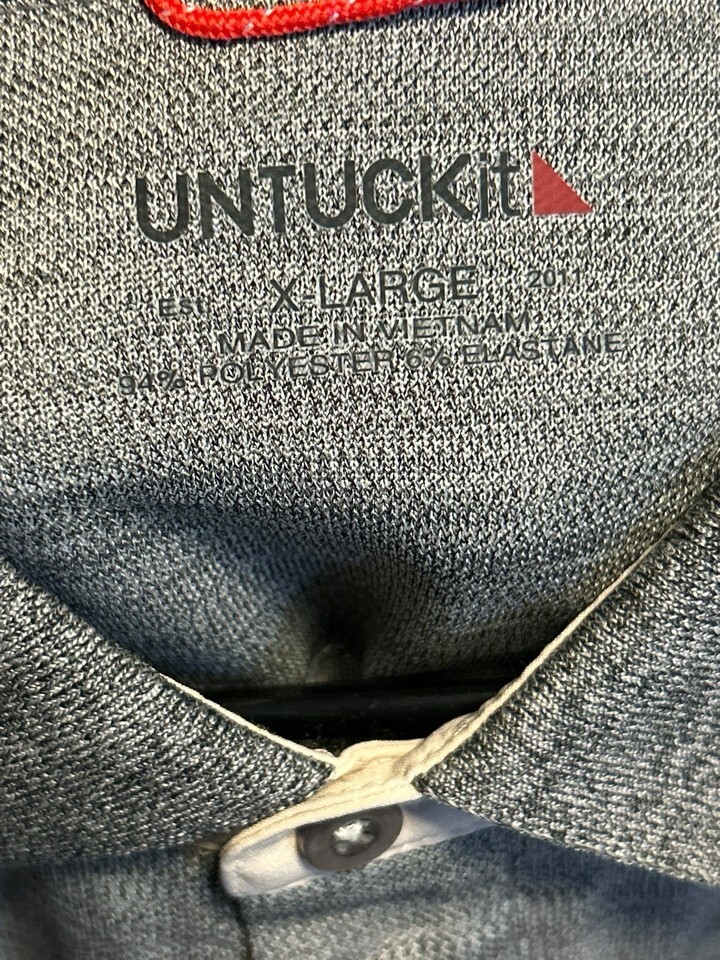 UNTUCKit
EST. X-LARGE 2011
MADE IN VIETNAM
94% POLYESTER 6% ELASTANE